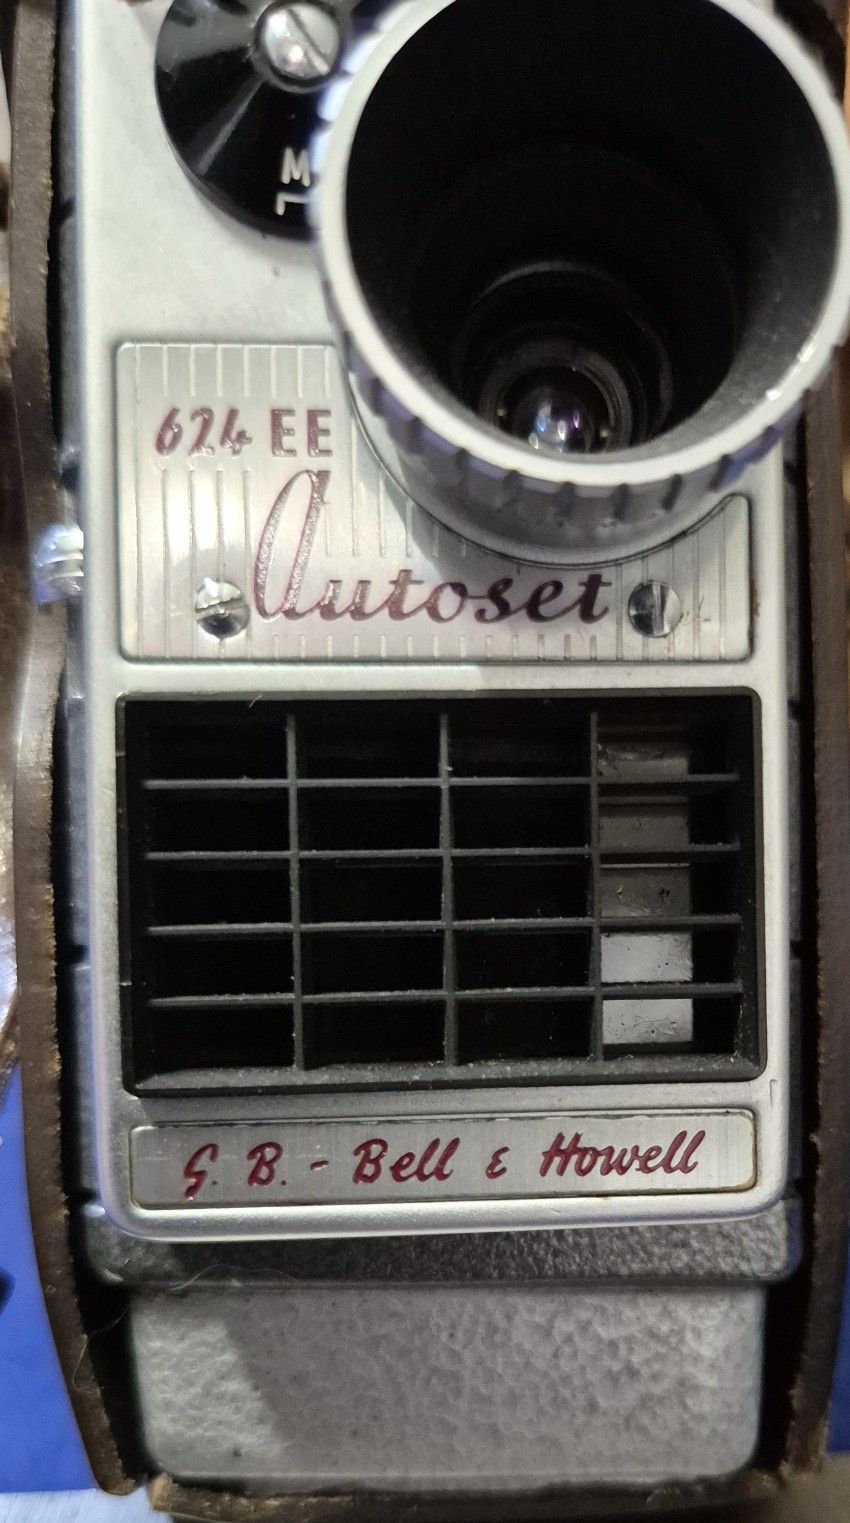 M
L
624 EE
Autoset
G. B. - Bell & Howell